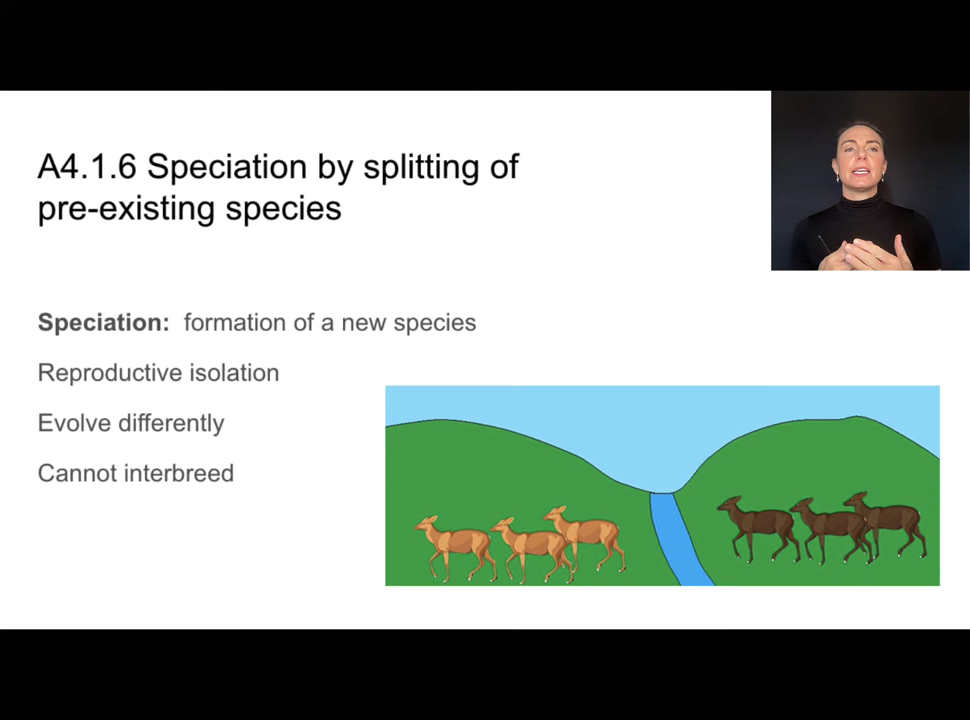 A4.1.6 Speciation by splitting of
pre-existing species
Speciation: formation of a new species
Reproductive isolation
Evolve differently
Cannot interbreed